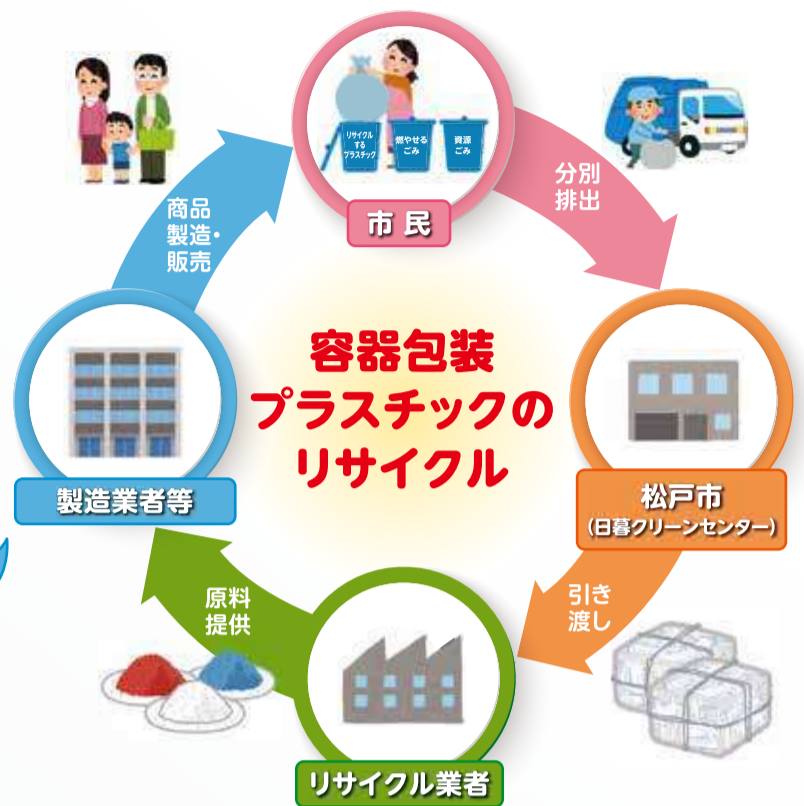 容器包装
プラスチックの
リサイクル
リサイクル
する
プラスチック
燃やせる
ごみ
資源
ごみ
市民
分別
排出
松戸市
(日暮クリーンセンター)
引き
渡し
リサイクル業者
原料
提供
製造業者等
商品
製造・
販売